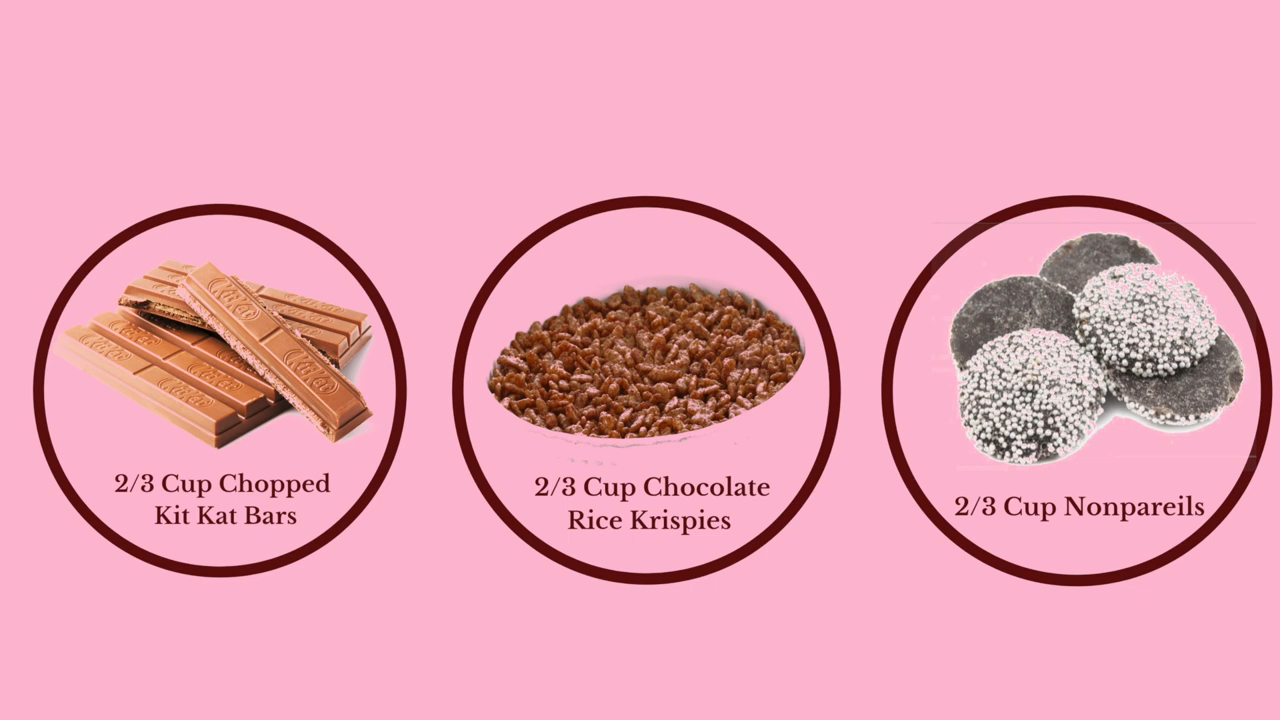 2/3 Cup Chopped
Kit Kat Bars
2/3 Cup Chocolate
Rice Krispies
2/3 Cup Nonpareils